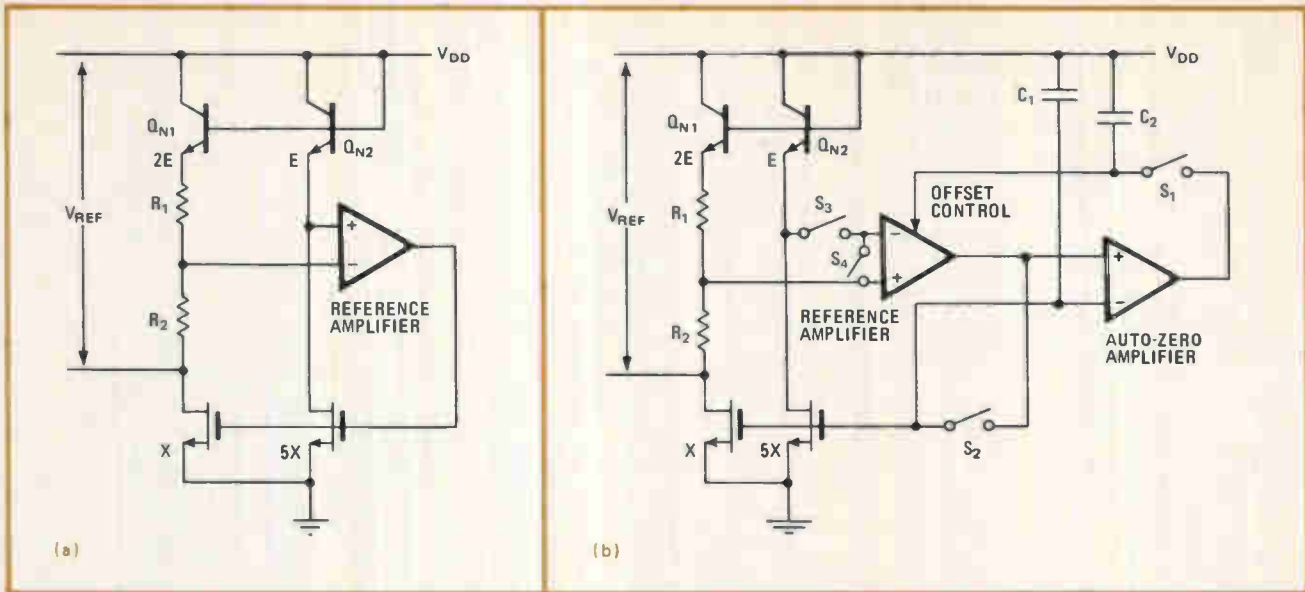 V_DD
Q_N1
Q_N2
2E
E
R_1
V_REF
+
−
REFERENCE
AMPLIFIER
R_2
X
5X
(a)
V_DD
C_1
C_2
Q_N1
Q_N2
2E
E
OFFSET
CONTROL
S_1
R_1
V_REF
S_3
S_4
−
+
+
−
REFERENCE
AMPLIFIER
AUTO-ZERO
AMPLIFIER
R_2
S_2
X
5X
(b)